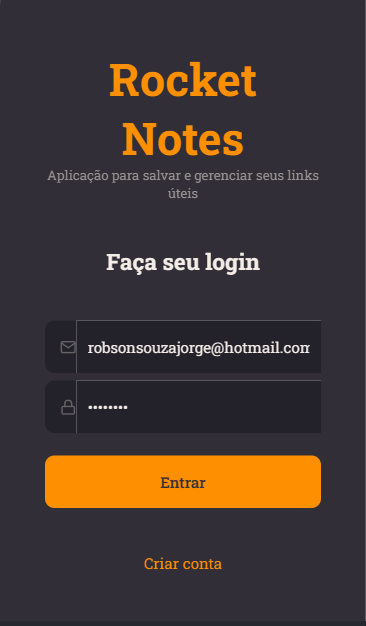 Rocket
Notes
Aplicação para salvar e gerenciar seus links
úteis
Faça seu login
robsonsouzajorge@hotmail.com
••••••••
Entrar
Criar conta